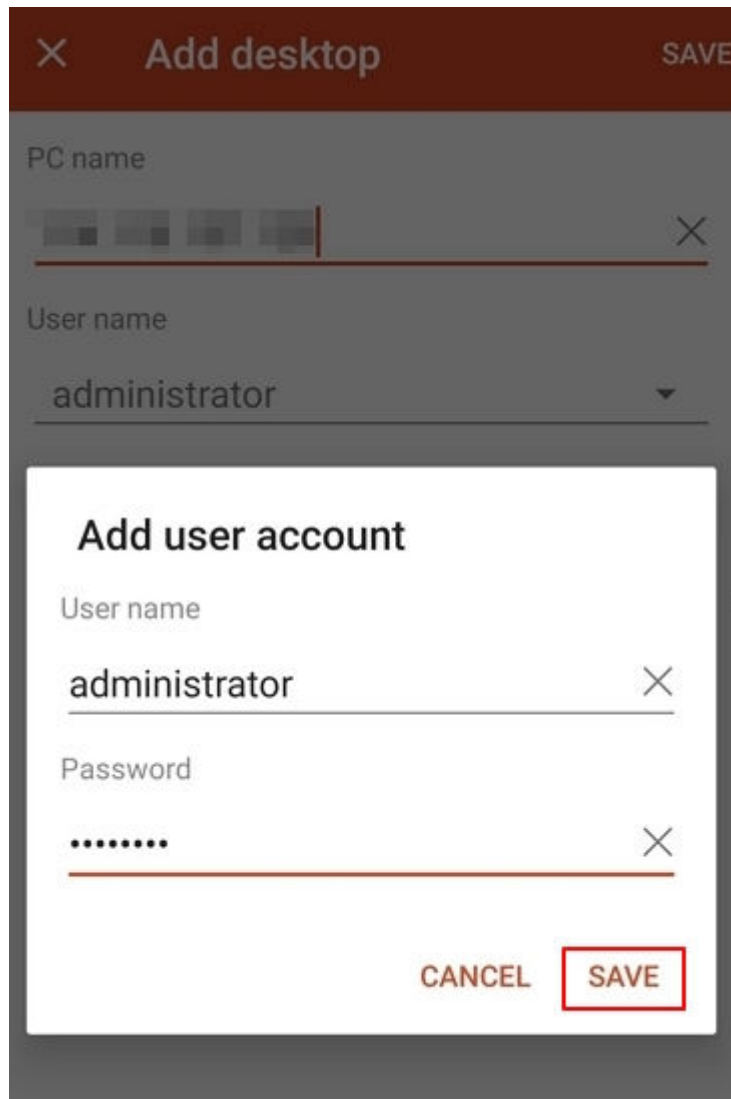 Add desktop SAVE
PC name
User name
administrator
Add user account
User name
administrator
Password
••••••••
CANCEL SAVE